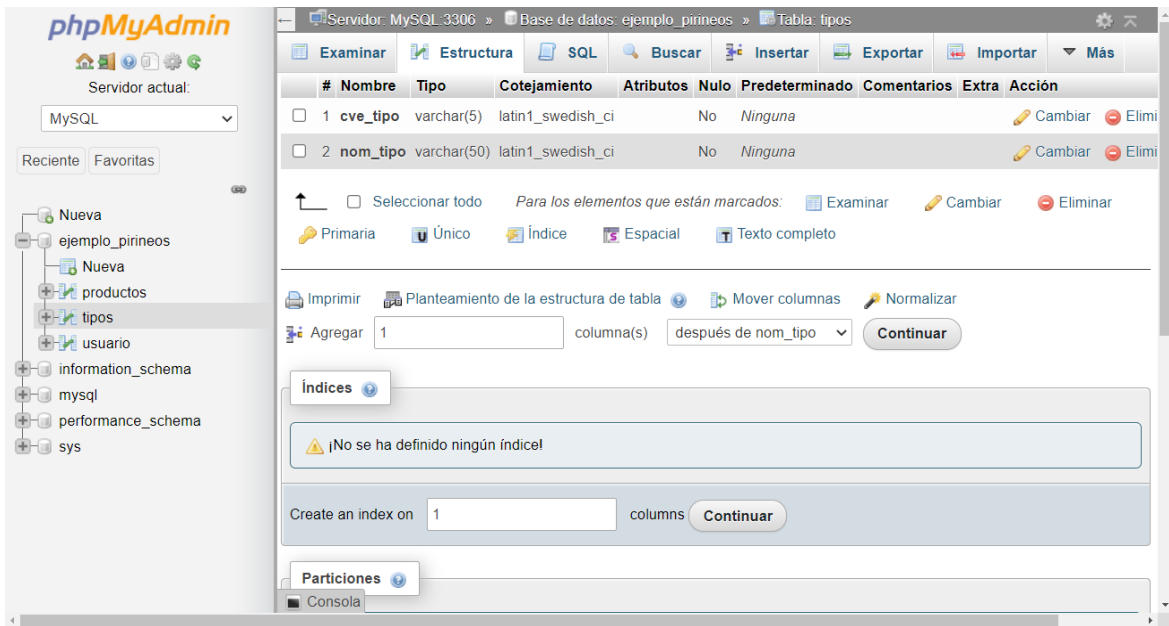 phpMyAdmin
Servidor actual:
MySQL
Reciente Favoritas
Nueva
ejemplo_pirineos
Nueva
productos
tipos
usuario
information_schema
mysql
performance_schema
sys
Servidor: MySQL:3306 » Base de datos: ejemplo_pirineos » Tabla: tipos
Examinar Estructura SQL Buscar Insertar Exportar Importar Más
# Nombre Tipo Cotejamiento Atributos Nulo Predeterminado Comentarios Extra Acción
1 cve_tipo varchar(5) latin1_swedish_ci No Ninguna Cambiar Elimi
2 nom_tipo varchar(50) latin1_swedish_ci No Ninguna Cambiar Elimi
Seleccionar todo Para los elementos que están marcados: Examinar Cambiar Eliminar
Primaria Único Índice Espacial Texto completo
Imprimir Planteamiento de la estructura de tabla Mover columnas Normalizar
Agregar 1 columna(s) después de nom_tipo Continuar
Índices
¡No se ha definido ningún índice!
Create an index on 1 columns Continuar
Particiones
Consola